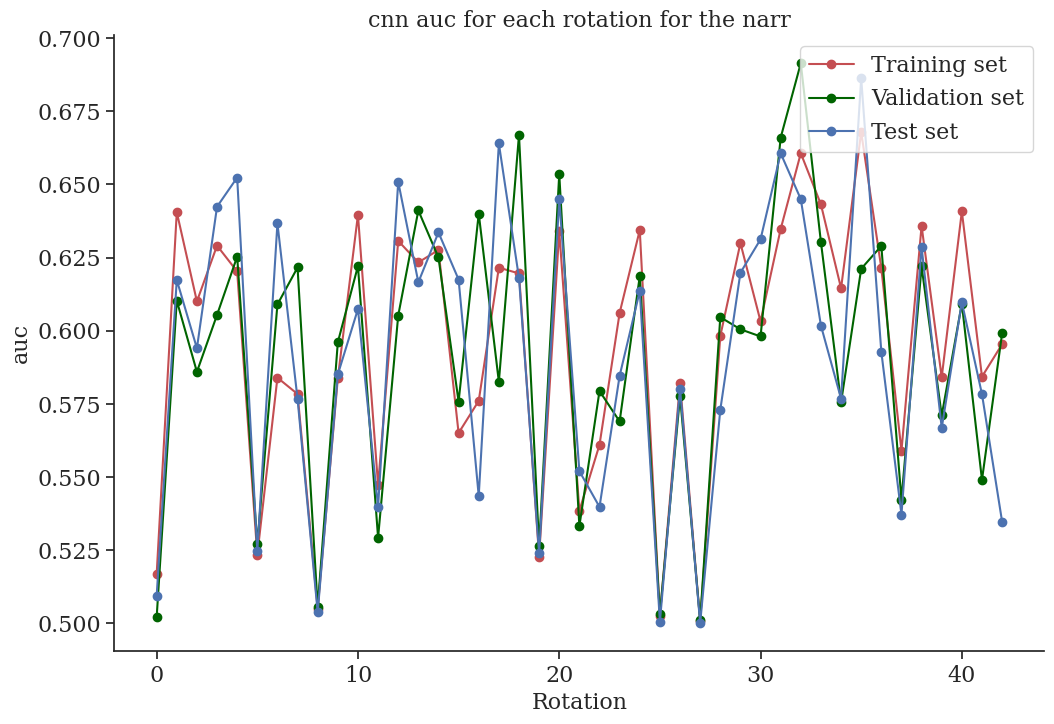 cnn auc for each rotation for the narr
0.700
0.675
0.650
0.625
0.600
0.575
0.550
0.525
0.500
auc
Training set
Validation set
Test set
0
10
20
30
40
Rotation